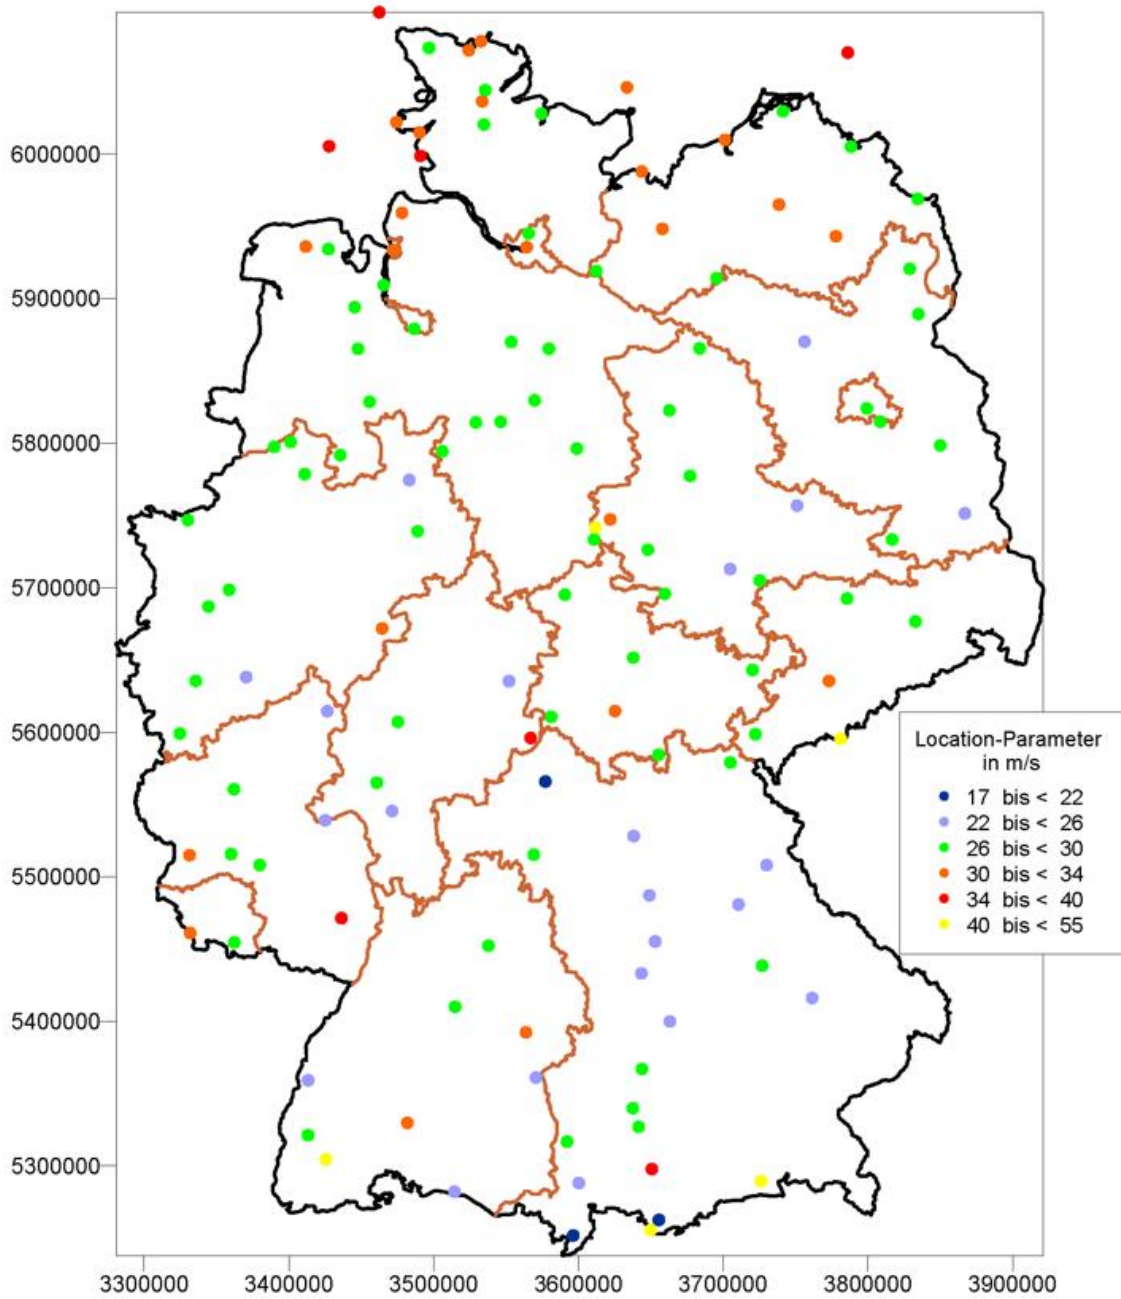 6000000
5900000
5800000
5700000
5600000
5500000
5400000
5300000
Location-Parameter
in m/s
17 bis < 22
22 bis < 26
26 bis < 30
30 bis < 34
34 bis < 40
40 bis < 55
3300000 3400000 3500000 3600000 3700000 3800000 3900000